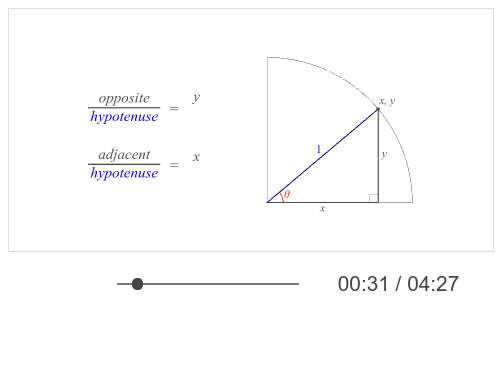 opposite
hypotenuse
= y
adjacent
hypotenuse
= x
x, y
1
y
θ
x
00:31 / 04:27